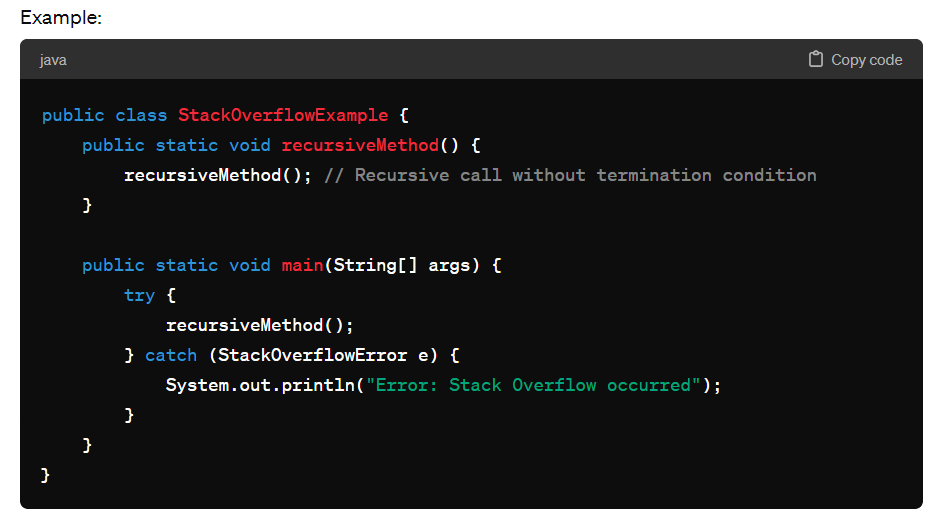 Example:
java
Copy code
public class StackOverflowExample {
    public static void recursiveMethod() {
        recursiveMethod(); // Recursive call without termination condition
    }

    public static void main(String[] args) {
        try {
            recursiveMethod();
        } catch (StackOverflowError e) {
            System.out.println("Error: Stack Overflow occurred");
        }
    }
}